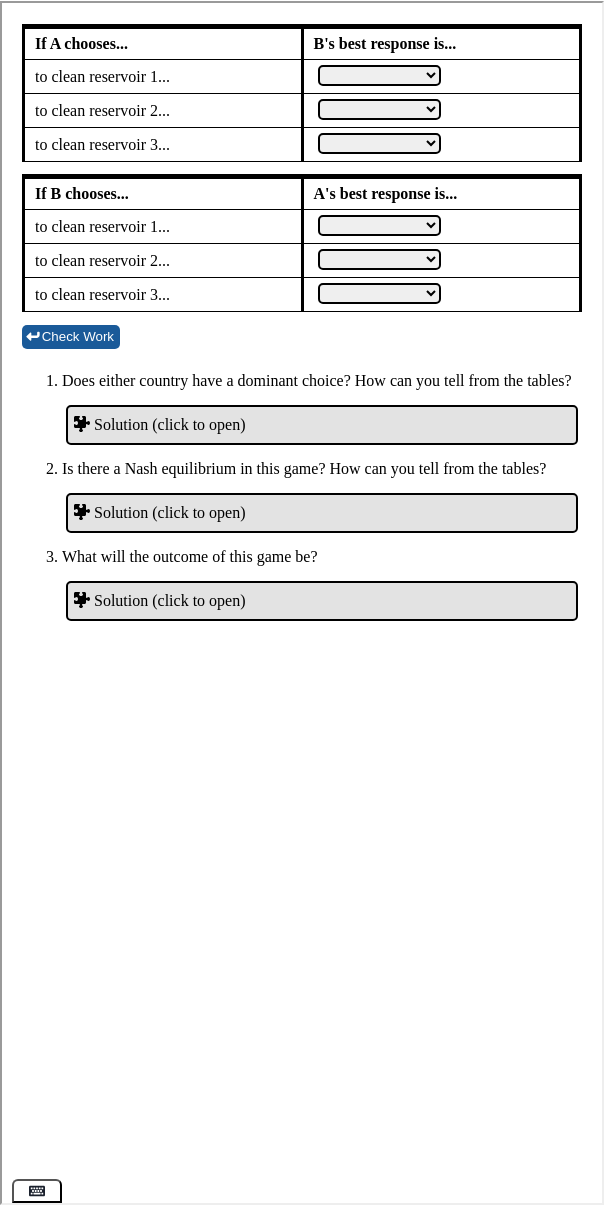 If A chooses... B's best response is...
to clean reservoir 1...
to clean reservoir 2...
to clean reservoir 3...
If B chooses... A's best response is...
to clean reservoir 1...
to clean reservoir 2...
to clean reservoir 3...
Check Work
1. Does either country have a dominant choice? How can you tell from the tables?
Solution (click to open)
2. Is there a Nash equilibrium in this game? How can you tell from the tables?
Solution (click to open)
3. What will the outcome of this game be?
Solution (click to open)